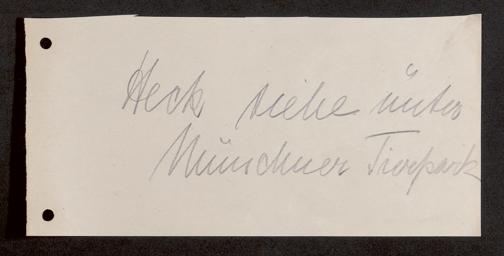 Heck, siehe unter
Münchner Tierpark